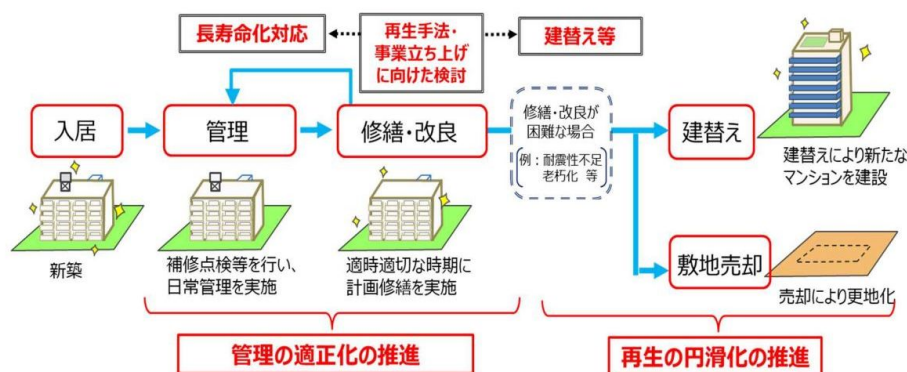 長寿命化対応
再生手法・
事業立ち上げ
に向けた検討
建替え等
入居
管理
修繕・改良
修繕・改良が
困難な場合
例：耐震性不足
老朽化 等
建替え
建替えにより新たな
マンションを建設
新築
補修点検等を行い、
日常管理を実施
適時適切な時期に
計画修繕を実施
敷地売却
売却により更地化
管理の適正化の推進
再生の円滑化の推進